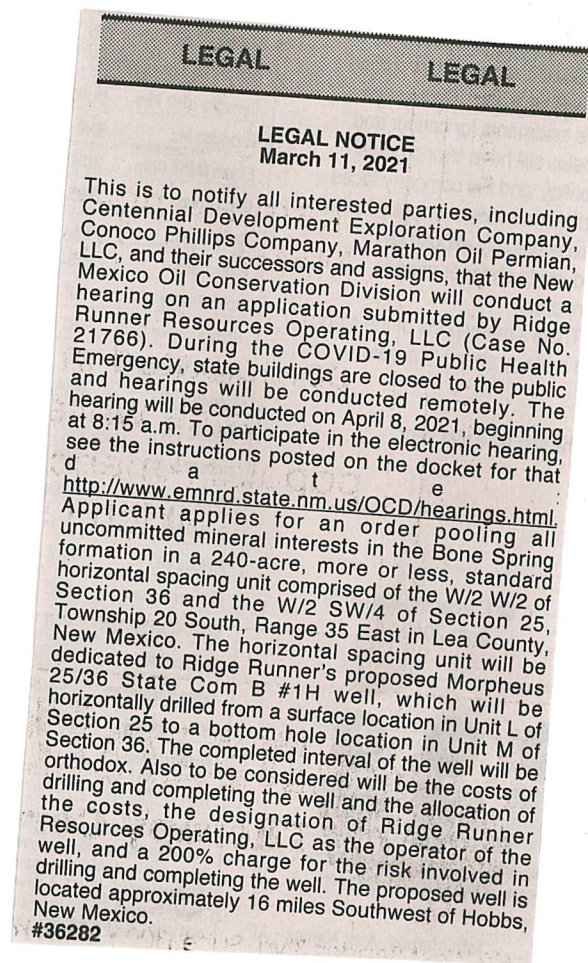 LEGAL LEGAL
LEGAL NOTICE
March 11, 2021
This is to notify all interested parties, including
Centennial Development Exploration Company,
Conoco Phillips Company, Marathon Oil Permian,
LLC, and their successors and assigns, that the New
Mexico Oil Conservation Division will conduct a
hearing on an application submitted by Ridge
Runner Resources Operating, LLC (Case No.
21766). During the COVID-19 Public Health
Emergency, state buildings are closed to the public
and hearings will be conducted remotely. The
hearing will be conducted on April 8, 2021, beginning
at 8:15 a.m. To participate in the electronic hearing,
see the instructions posted on the docket for that
d a t e :
http://www.emnrd.state.nm.us/OCD/hearings.html.
Applicant applies for an order pooling all
uncommitted mineral interests in the Bone Spring
formation in a 240-acre, more or less, standard
horizontal spacing unit comprised of the W/2 W/2 of
Section 36 and the W/2 SW/4 of Section 25,
Township 20 South, Range 35 East in Lea County,
New Mexico. The horizontal spacing unit will be
dedicated to Ridge Runner's proposed Morpheus
25/36 State Com B #1H well, which will be
horizontally drilled from a surface location in Unit L of
Section 25 to a bottom hole location in Unit M of
Section 36. The completed interval of the well will be
orthodox. Also to be considered will be the costs of
drilling and completing the well and the allocation of
the costs, the designation of Ridge Runner
Resources Operating, LLC as the operator of the
well, and a 200% charge for the risk involved in
drilling and completing the well. The proposed well is
located approximately 16 miles Southwest of Hobbs,
New Mexico.
#36282